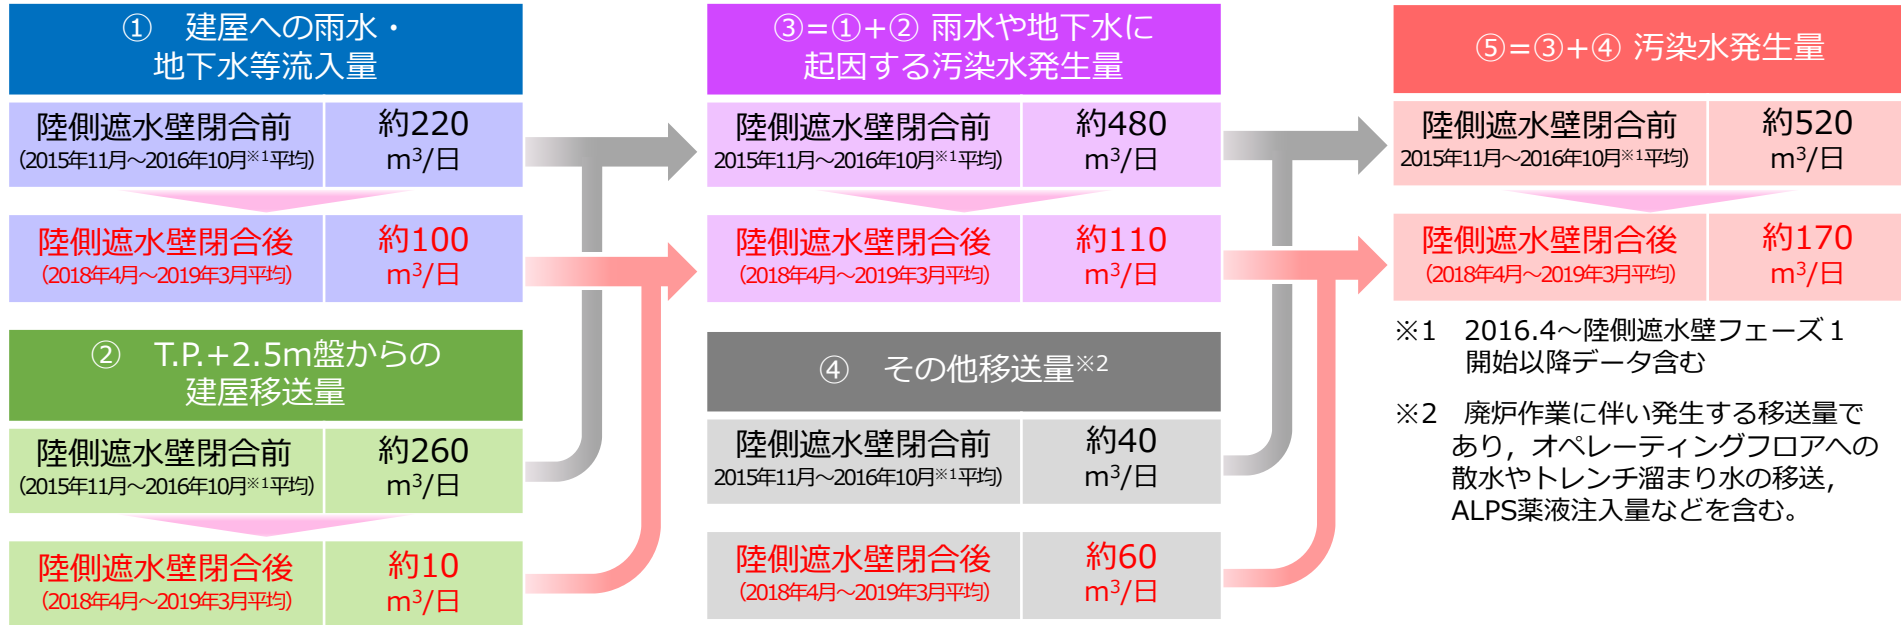 ① 建屋への雨水・
地下水等流入量
陸側遮水壁閉合前
（2015年11月～2016年10月※1平均）
約220
m³/日
陸側遮水壁閉合後
（2018年4月～2019年3月平均）
約100
m³/日
② T.P.+2.5m盤からの
建屋移送量
陸側遮水壁閉合前
（2015年11月～2016年10月※1平均）
約260
m³/日
陸側遮水壁閉合後
（2018年4月～2019年3月平均）
約10
m³/日
③=①+② 雨水や地下水に
起因する汚染水発生量
陸側遮水壁閉合前
2015年11月～2016年10月※1平均）
約480
m³/日
陸側遮水壁閉合後
（2018年4月～2019年3月平均）
約110
m³/日
④ その他移送量※2
陸側遮水壁閉合前
2015年11月～2016年10月※1平均）
約40
m³/日
陸側遮水壁閉合後
（2018年4月～2019年3月平均）
約60
m³/日
⑤=③+④ 汚染水発生量
陸側遮水壁閉合前
2015年11月～2016年10月※1平均）
約520
m³/日
陸側遮水壁閉合後
（2018年4月～2019年3月平均）
約170
m³/日
※1 2016.4～陸側遮水壁フェーズ１
開始以降データ含む
※2 廃炉作業に伴い発生する移送量で
あり，オペレーティングフロアへの
散水やトレンチ溜まり水の移送，
ALPS薬液注入量などを含む。